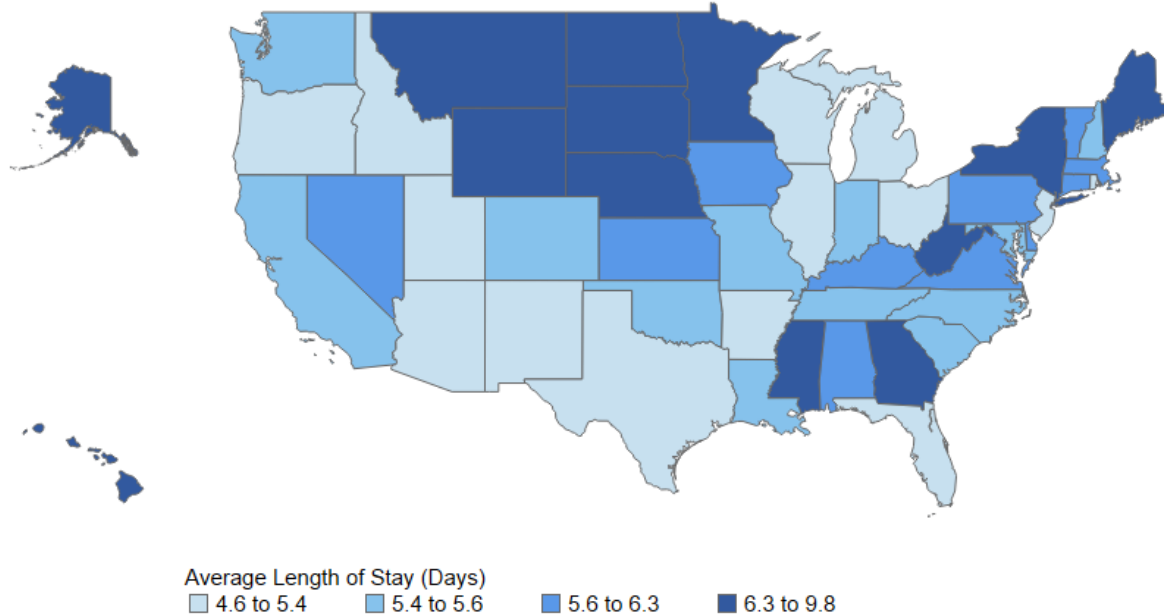 Average Length of Stay (Days)
4.6 to 5.4 5.4 to 5.6 5.6 to 6.3 6.3 to 9.8